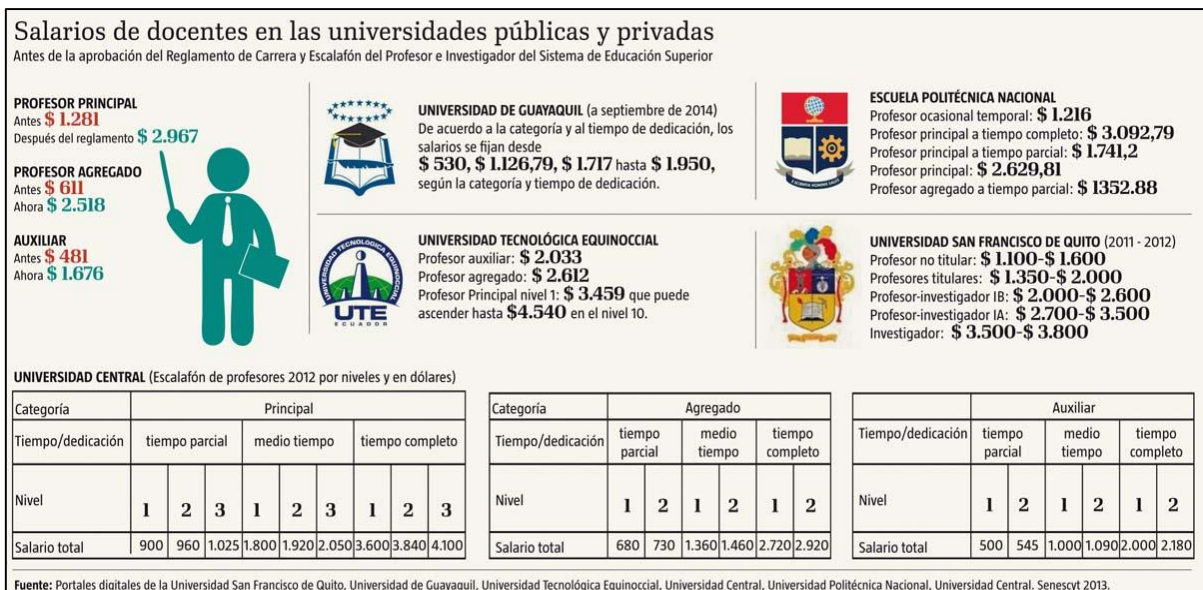 Salarios de docentes en las universidades públicas y privadas
Antes de la aprobación del Reglamento de Carrera y Escalafón del Profesor e Investigador del Sistema de Educación Superior
PROFESOR PRINCIPAL
Antes $ 1.281
Después del reglamento $ 2.967
PROFESOR AGREGADO
Antes $ 611
Ahora $ 2.518
AUXILIAR
Antes $ 481
Ahora $ 1.676
UNIVERSIDAD DE GUAYAQUIL (a septiembre de 2014)
De acuerdo a la categoría y al tiempo de dedicación, los
salarios se fijan desde
$ 530, $ 1.126,79, $ 1.717 hasta $ 1.950,
según la categoría y tiempo de dedicación.
ESCUELA POLITÉCNICA NACIONAL
Profesor ocasional temporal: $ 1.216
Profesor principal a tiempo completo: $ 3.092,79
Profesor principal a tiempo parcial: $ 1.741,2
Profesor principal: $ 2.629,81
Profesor agregado a tiempo parcial: $ 1352.88
UNIVERSIDAD TECNOLÓGICA EQUINOCCIAL
UTE
ECUADOR
UNIVERSIDAD TECNOLÓGICA EQUINOCCIAL
Profesor auxiliar: $ 2.033
Profesor agregado: $ 2.612
Profesor Principal nivel 1: $ 3.459 que puede
ascender hasta $4.540 en el nivel 10.
UNIVERSIDAD SAN FRANCISCO DE QUITO (2011 - 2012)
Profesor no titular: $ 1.100-$ 1.600
Profesores titulares: $ 1.350-$ 2.000
Profesor-investigador IB: $ 2.000-$ 2.600
Profesor-investigador IA: $ 2.700-$ 3.500
Investigador: $ 3.500-$ 3.800
UNIVERSIDAD CENTRAL (Escalafón de profesores 2012 por niveles y en dólares)
Categoría Principal
Tiempo/dedicación tiempo parcial medio tiempo tiempo completo
Nivel 1 2 3 1 2 3 1 2 3
Salario total 900 960 1.025 1.800 1.920 2.050 3.600 3.840 4.100
Categoría Agregado
Tiempo/dedicación tiempo parcial medio tiempo tiempo completo
Nivel 1 2 1 2 1 2
Salario total 680 730 1.360 1.460 2.720 2.920
Auxiliar
Tiempo/dedicación tiempo parcial medio tiempo tiempo completo
Nivel 1 2 1 2 1 2
Salario total 500 545 1.000 1.090 2.000 2.180
Fuente: Portales digitales de la Universidad San Francisco de Quito, Universidad de Guayaquil, Universidad Tecnológica Equinoccial, Universidad Central, Universidad Politécnica Nacional, Universidad Central. Senescyt 2013.